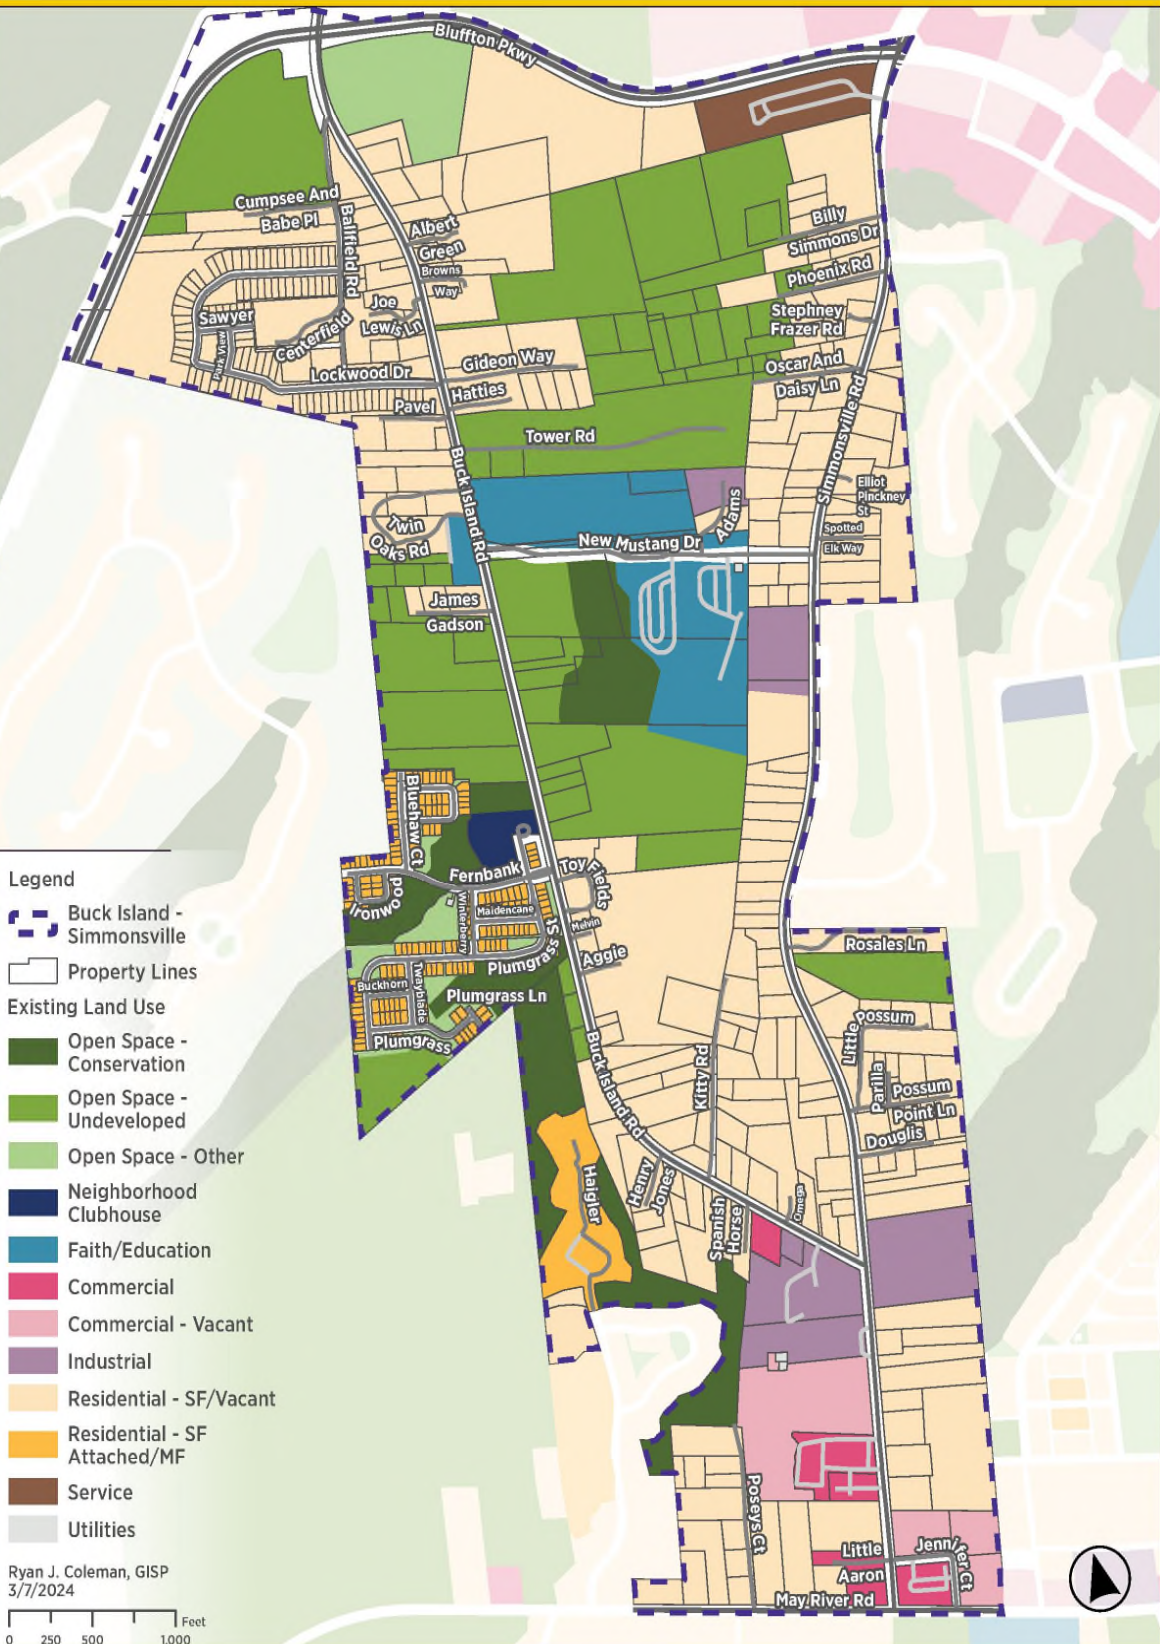 Bluffton Pkwy
Cumpsee And
Babe Pl
Ballfield Rd
Albert
Green
Browns
Way
Billy
Simmons Dr
Phoenix Rd
Stephney
Frazer Rd
Sawyer
Park View
Centerfield
Joe
Lewis Ln
Lockwood Dr
Gideon Way
Hatties
Pavel
Oscar And
Daisy Ln
Tower Rd
Buck Island Rd
Simmonsville Rd
Elliot
Pinckney
St
Spotted
Elk Way
Twin
Oaks Rd
New Mustang Dr
Adams
James
Gadson
Bluehaw Ct
Fernbank
Toy Fields
Ironwoo
Winterberry
Maidencane
St
Melvin
Plumgrass
Aggie
Buckhorn
Twayblade
Plumgrass Ln
Plumgrass
Rosales Ln
Little
Possum
Parilla
Possum
Point Ln
Douglis
Buck Island Rd
Kitty Rd
Haigler
Henry
Jones
Spanish
Horse
Omega
Poseys Ct
Little
Aaron
Jennifer Ct
May River Rd
Legend
Buck Island -
Simmonsville
Property Lines
Existing Land Use
Open Space -
Conservation
Open Space -
Undeveloped
Open Space - Other
Neighborhood
Clubhouse
Faith/Education
Commercial
Commercial - Vacant
Industrial
Residential - SF/Vacant
Residential - SF
Attached/MF
Service
Utilities
Ryan J. Coleman, GISP
3/7/2024
Feet
0 250 500 1,000